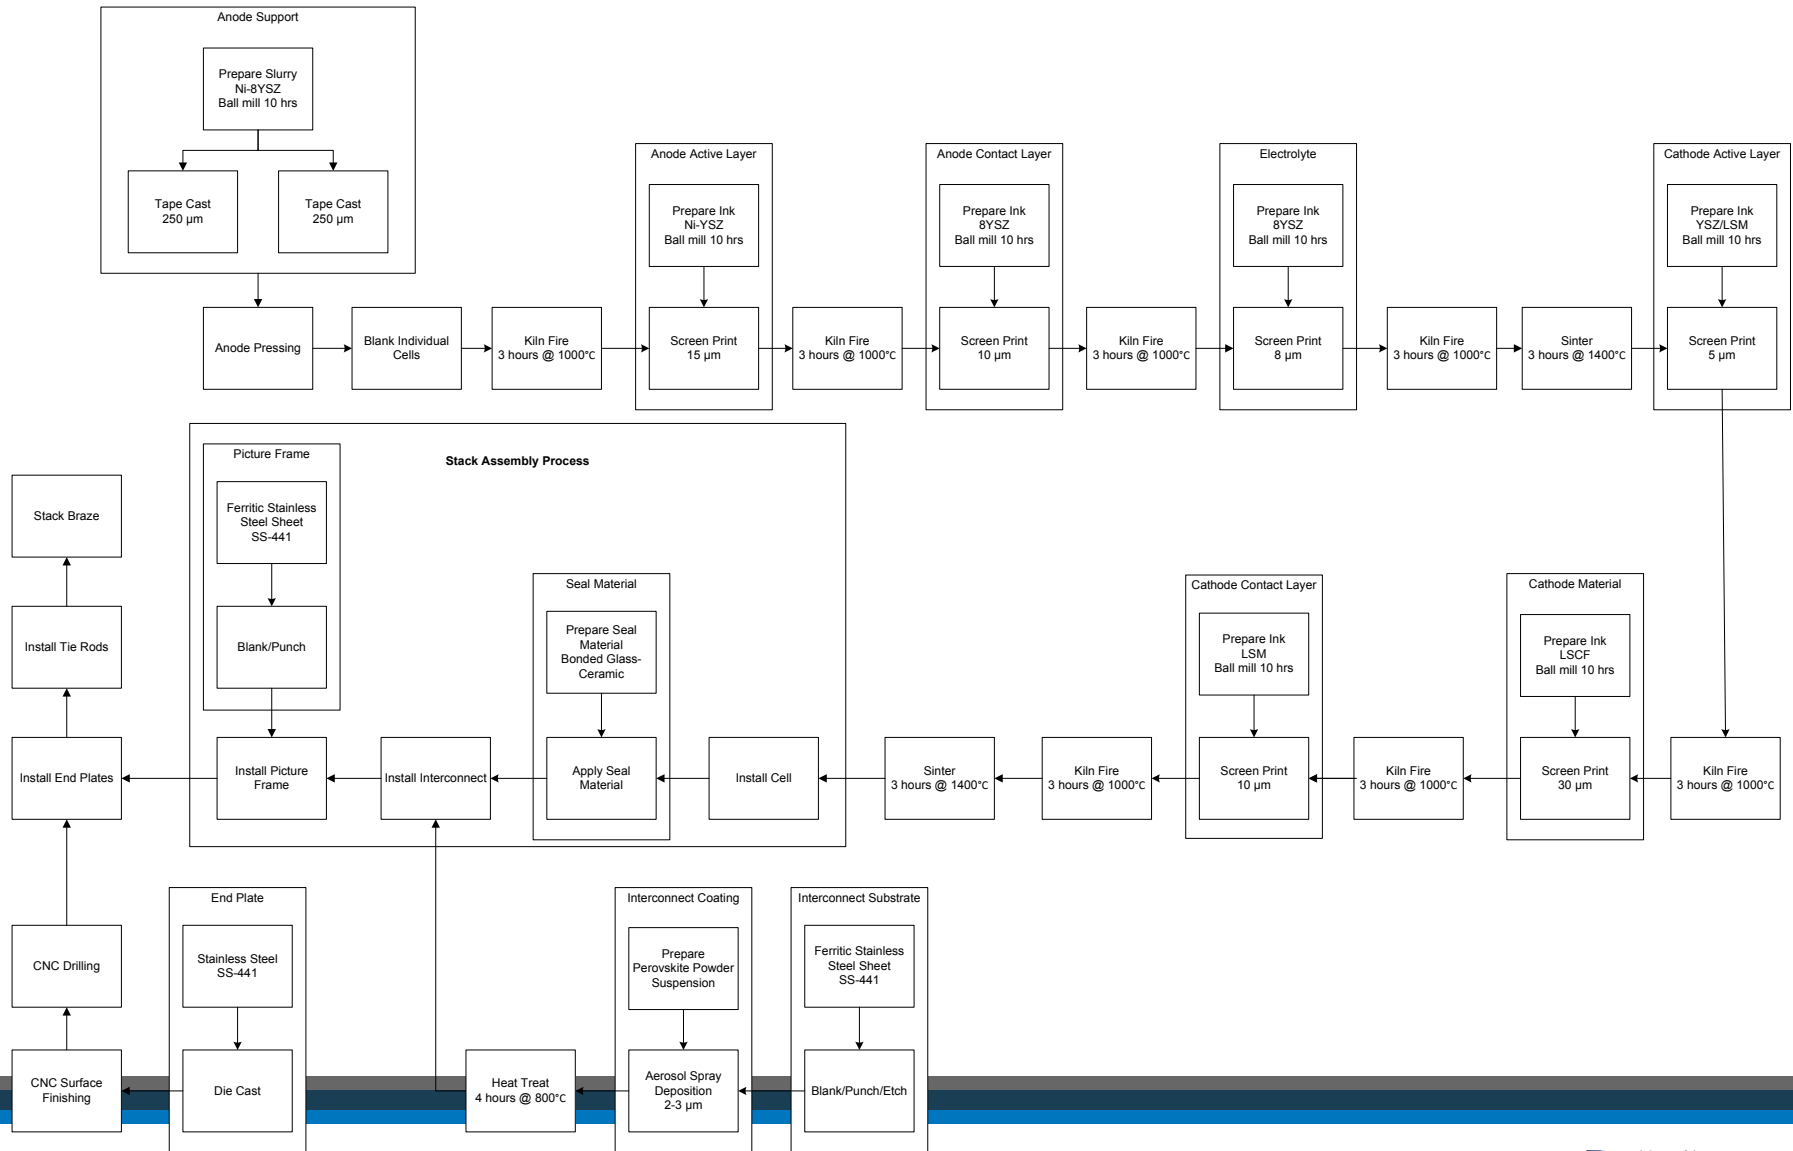 Anode Support
Prepare Slurry
Ni-8YSZ
Ball mill 10 hrs
Tape Cast
250 µm
Tape Cast
250 µm
Anode Active Layer
Prepare Ink
Ni-YSZ
Ball mill 10 hrs
Anode Contact Layer
Prepare Ink
8YSZ
Ball mill 10 hrs
Electrolyte
Prepare Ink
8YSZ
Ball mill 10 hrs
Cathode Active Layer
Prepare Ink
YSZ/LSM
Ball mill 10 hrs
Anode Pressing
Blank Individual
Cells
Kiln Fire
3 hours @ 1000°C
Screen Print
15 µm
Kiln Fire
3 hours @ 1000°C
Screen Print
10 µm
Kiln Fire
3 hours @ 1000°C
Screen Print
8 µm
Kiln Fire
3 hours @ 1000°C
Sinter
3 hours @ 1400°C
Screen Print
5 µm
Stack Assembly Process
Picture Frame
Ferritic Stainless
Steel Sheet
SS-441
Blank/Punch
Stack Braze
Install Tie Rods
Seal Material
Prepare Seal
Material
Bonded Glass-
Ceramic
Cathode Contact Layer
Prepare Ink
LSM
Ball mill 10 hrs
Cathode Material
Prepare Ink
LSCF
Ball mill 10 hrs
Install End Plates
Install Picture
Frame
Install Interconnect
Apply Seal
Material
Install Cell
Sinter
3 hours @ 1400°C
Kiln Fire
3 hours @ 1000°C
Screen Print
10 µm
Kiln Fire
3 hours @ 1000°C
Screen Print
30 µm
Kiln Fire
3 hours @ 1000°C
CNC Drilling
End Plate
Stainless Steel
SS-441
Interconnect Coating
Prepare
Perovskite Powder
Suspension
Interconnect Substrate
Ferritic Stainless
Steel Sheet
SS-441
CNC Surface
Finishing
Die Cast
Heat Treat
4 hours @ 800°C
Aerosol Spray
Deposition
2-3 µm
Blank/Punch/Etch